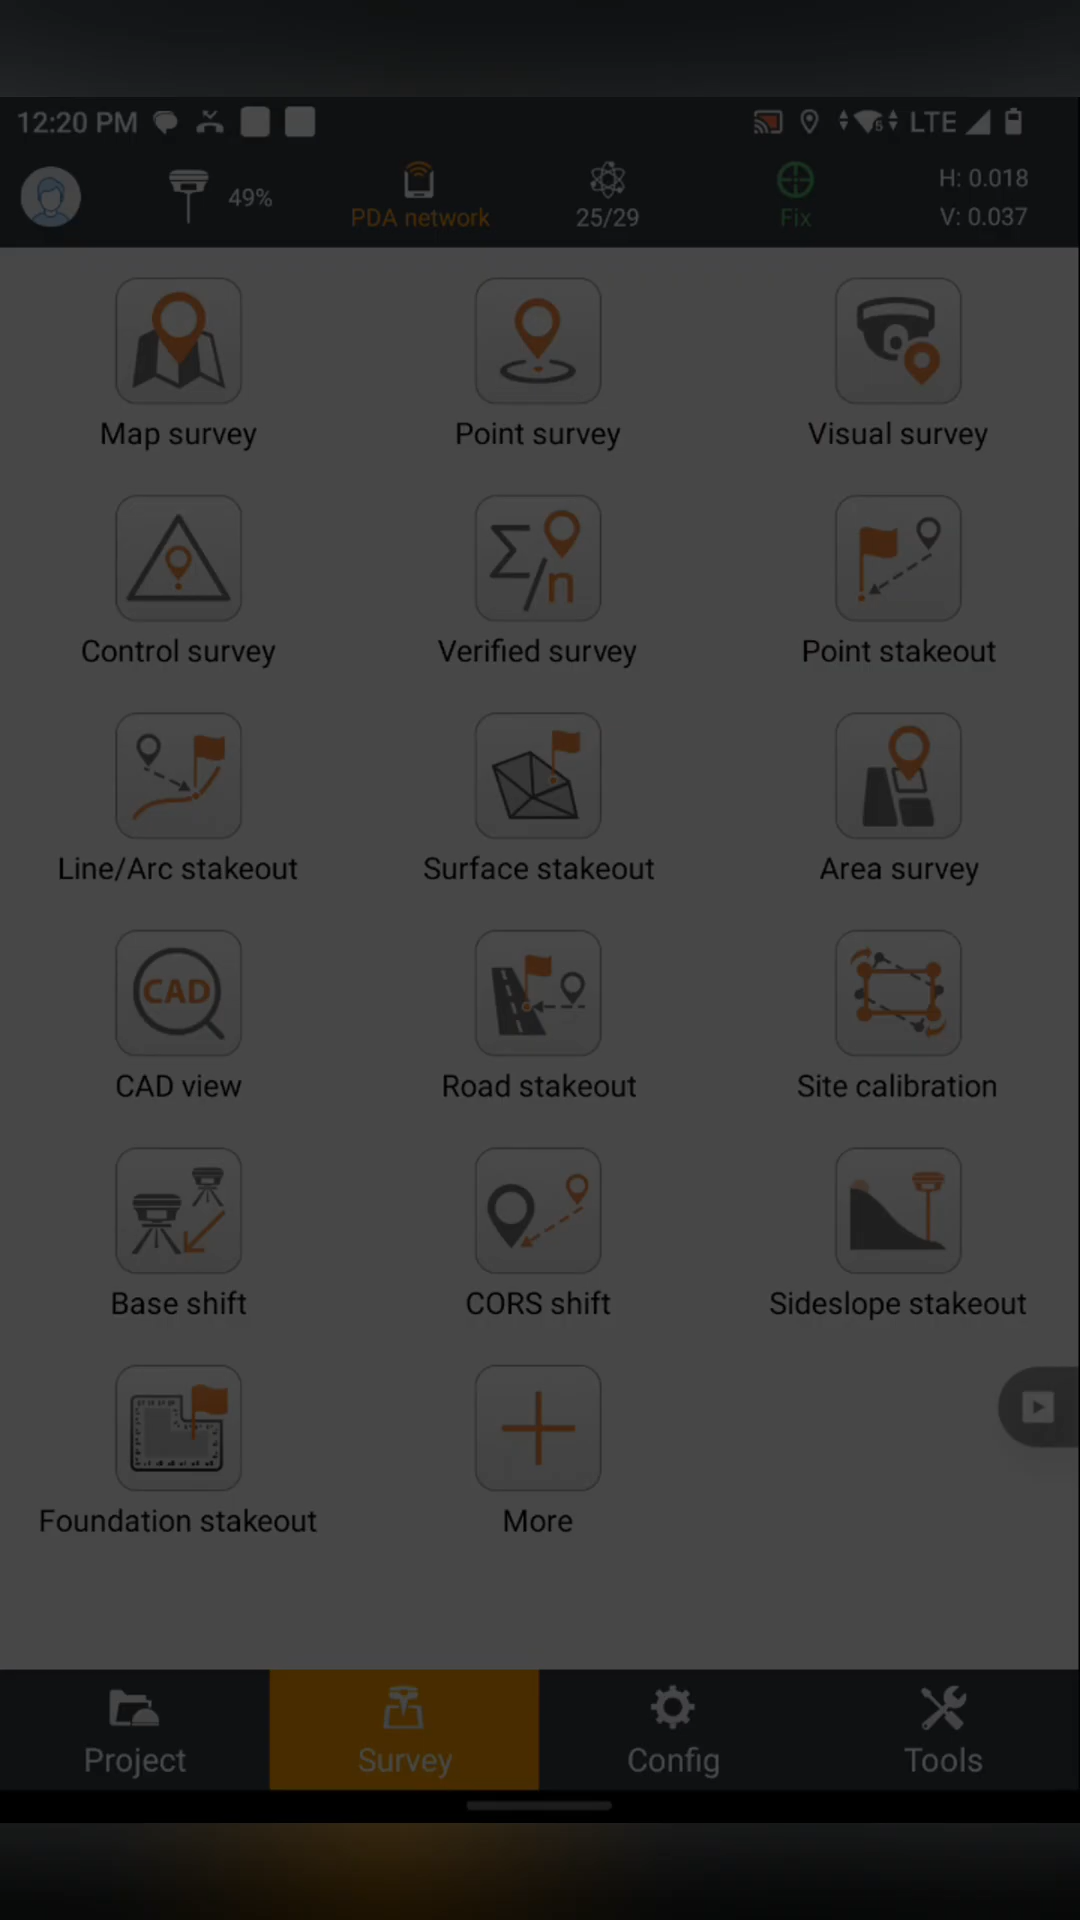 12:20 PM
LTE
49%
PDA network
25/29
Fix
H: 0.018
V: 0.037
Map survey
Point survey
Visual survey
Σ/n
Control survey
Verified survey
Point stakeout
Line/Arc stakeout
Surface stakeout
Area survey
CAD
CAD view
Road stakeout
Site calibration
Base shift
CORS shift
Sideslope stakeout
Foundation stakeout
More
Project
Survey
Config
Tools